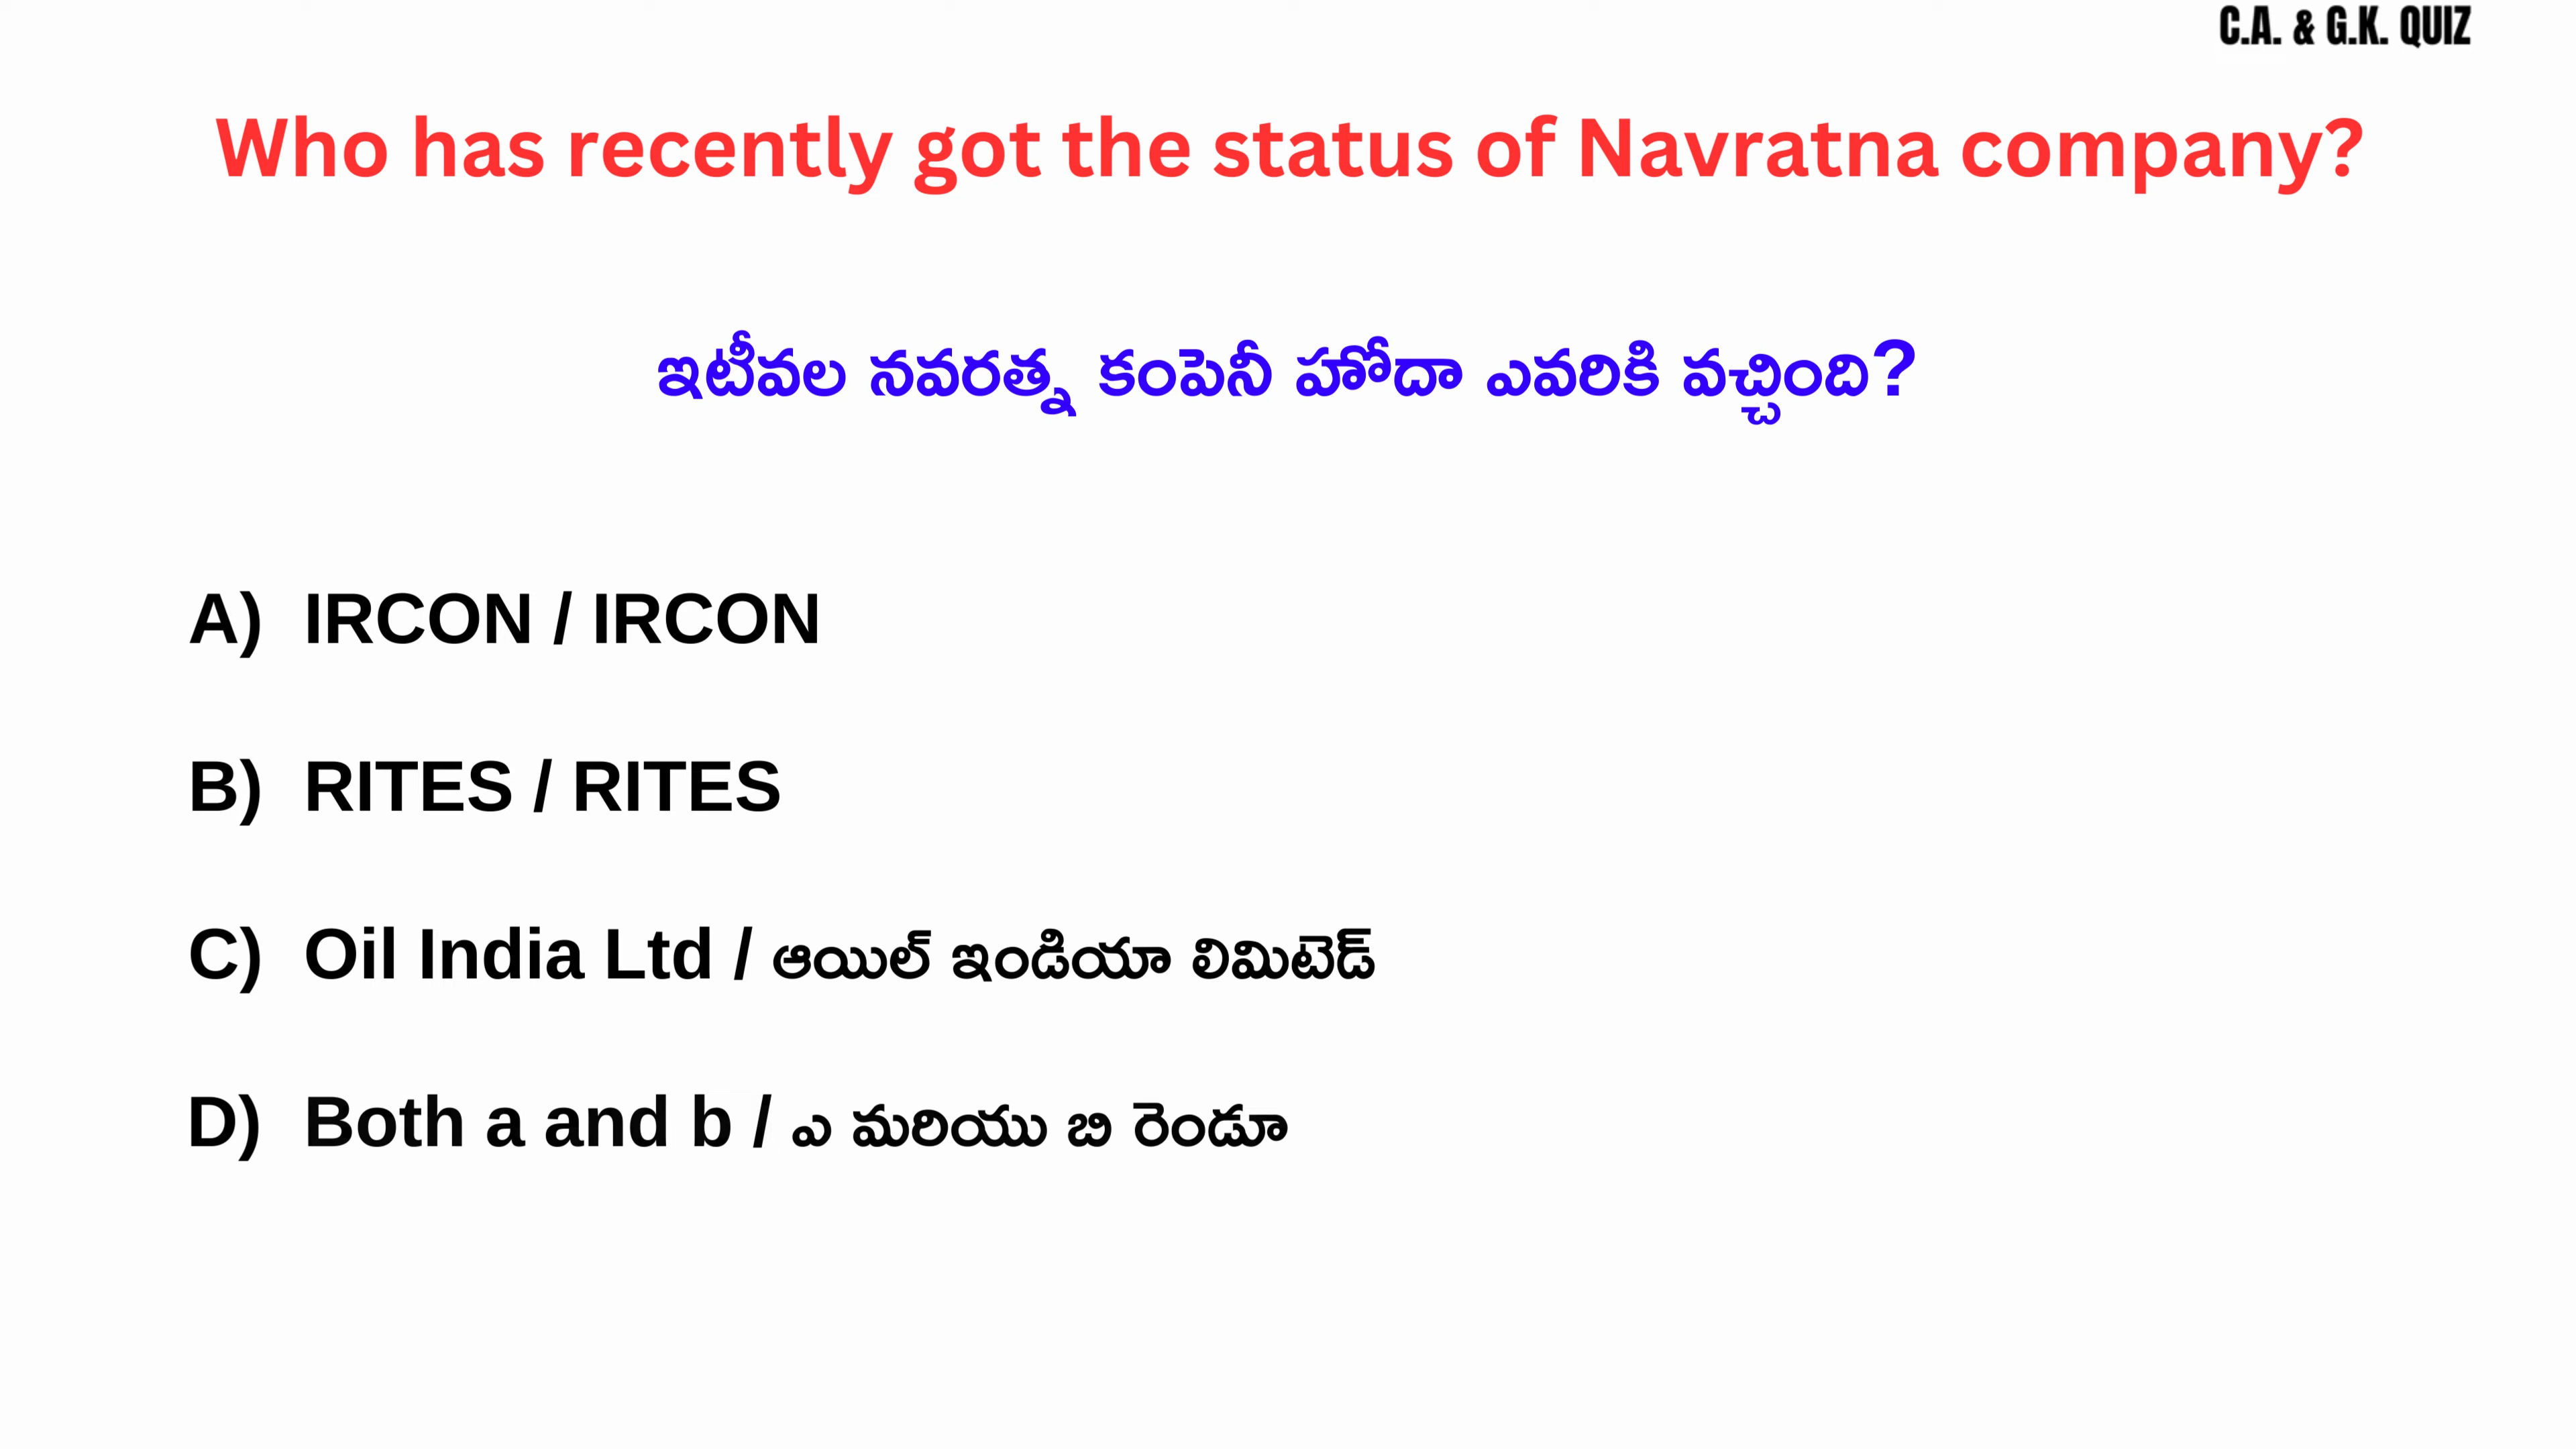 C.A. & G.K. QUIZ
Who has recently got the status of Navratna company?
ఇటీవల నవరత్న కంపెనీ హోదా ఎవరికి వచ్చింది?
A) IRCON / IRCON
B) RITES / RITES
C) Oil India Ltd / ఆయిల్ ఇండియా లిమిటెడ్
D) Both a and b / ఎ మరియు బి రెండూ